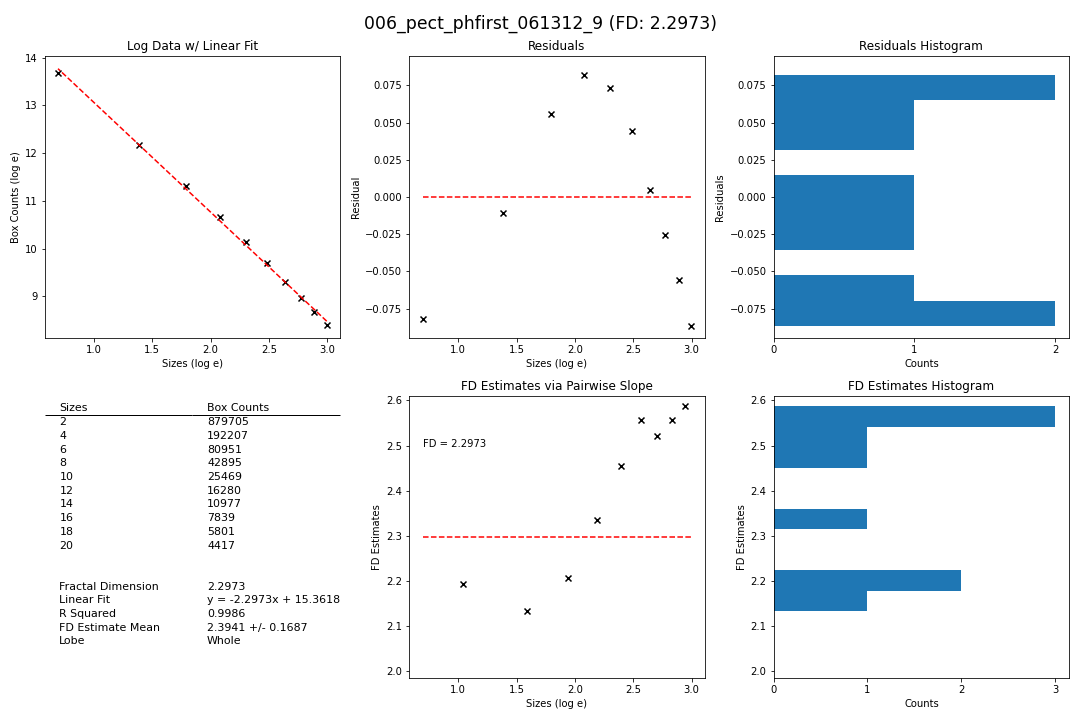 006_pect_phfirst_061312_9 (FD: 2.2973)
Log Data w/ Linear Fit
Box Counts (log e)
14
13
12
11
10
9
1.0 1.5 2.0 2.5 3.0
Sizes (log e)
Residuals
Residual
0.075
0.050
0.025
0.000
−0.025
−0.050
−0.075
1.0 1.5 2.0 2.5 3.0
Sizes (log e)
Residuals Histogram
Residuals
0.075
0.050
0.025
0.000
−0.025
−0.050
−0.075
0 1 2
Counts
Sizes Box Counts
2 879705
4 192207
6 80951
8 42895
10 25469
12 16280
14 10977
16 7839
18 5801
20 4417
Fractal Dimension 2.2973
Linear Fit y = -2.2973x + 15.3618
R Squared 0.9986
FD Estimate Mean 2.3941 +/- 0.1687
Lobe Whole
FD Estimates via Pairwise Slope
FD Estimates
2.6
2.5
2.4
2.3
2.2
2.1
2.0
FD = 2.2973
1.0 1.5 2.0 2.5 3.0
Sizes (log e)
FD Estimates Histogram
FD Estimates
2.6
2.5
2.4
2.3
2.2
2.1
2.0
0 1 2 3
Counts